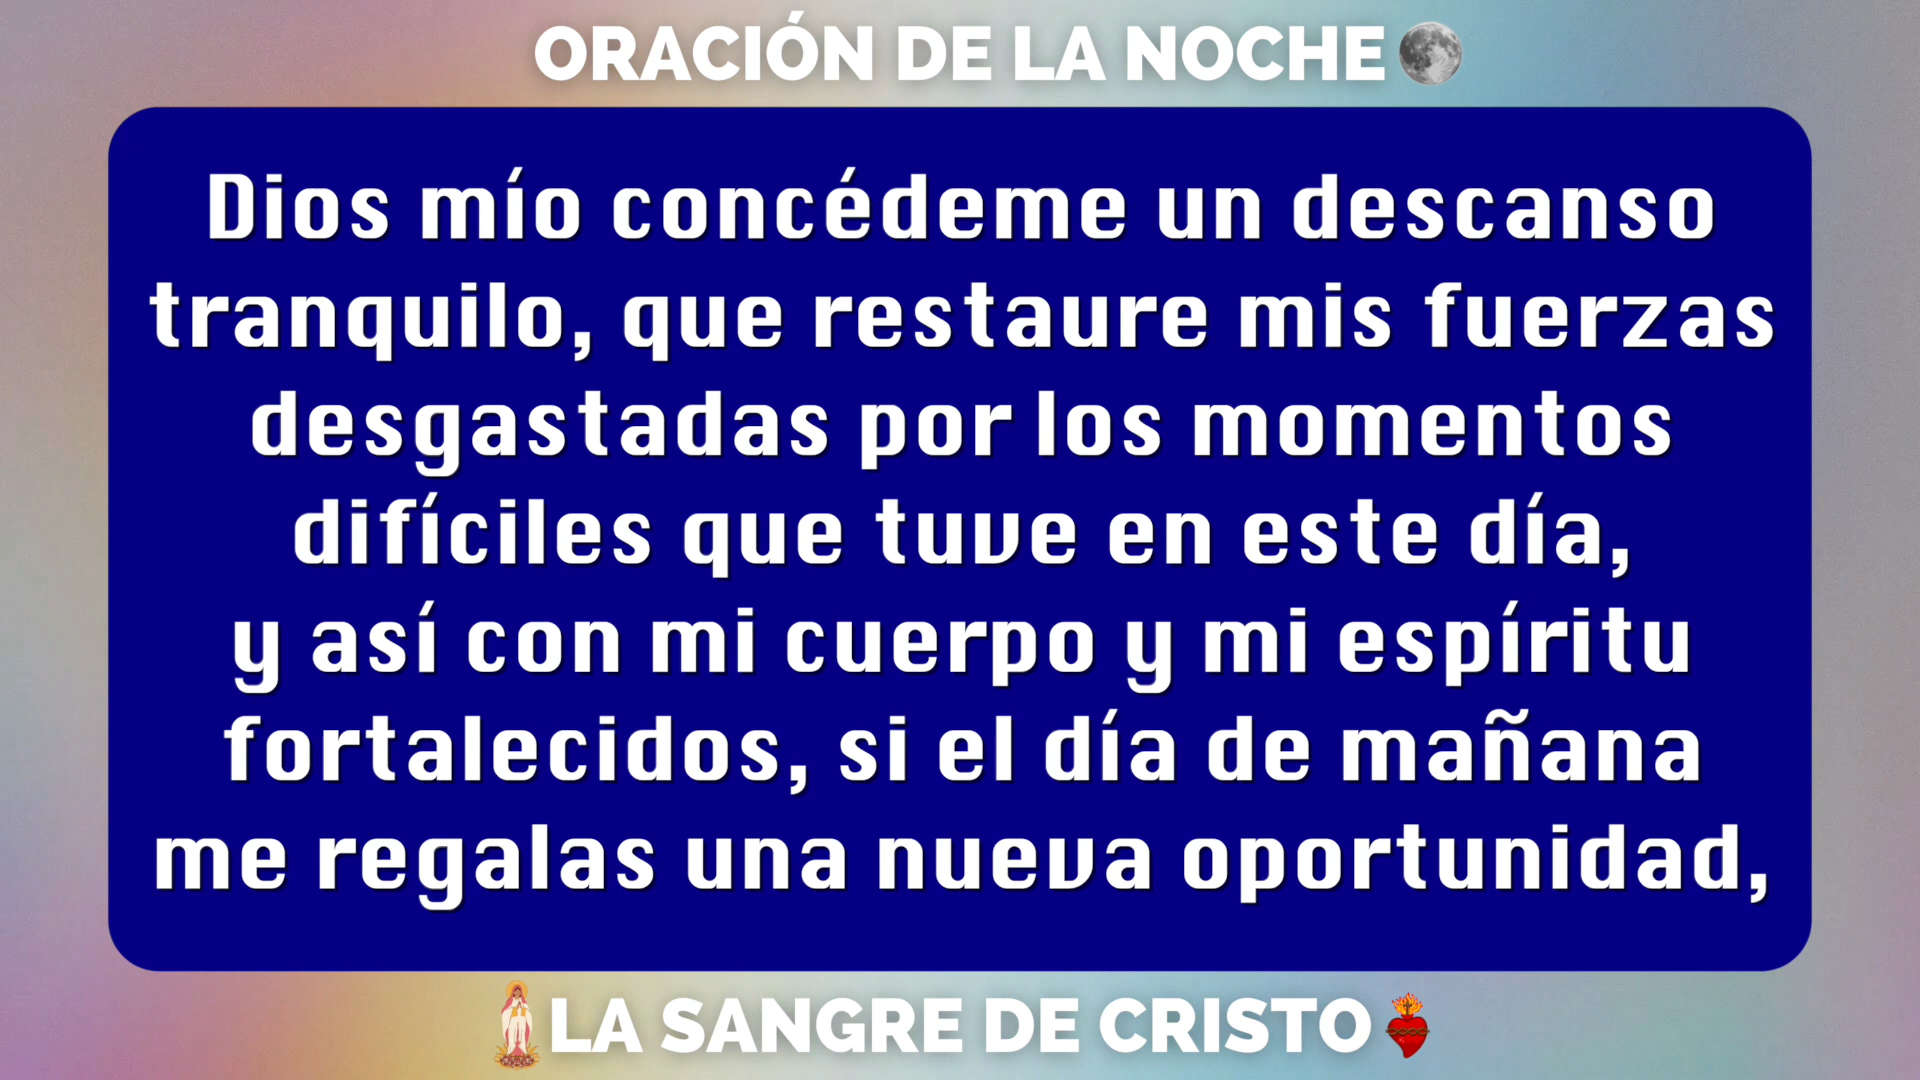 ORACIÓN DE LA NOCHE
Dios mío concédeme un descanso
tranquilo, que restaure mis fuerzas
desgastadas por los momentos
difíciles que tuve en este día,
y así con mi cuerpo y mi espíritu
fortalecidos, si el día de mañana
me regalas una nueva oportunidad,
LA SANGRE DE CRISTO